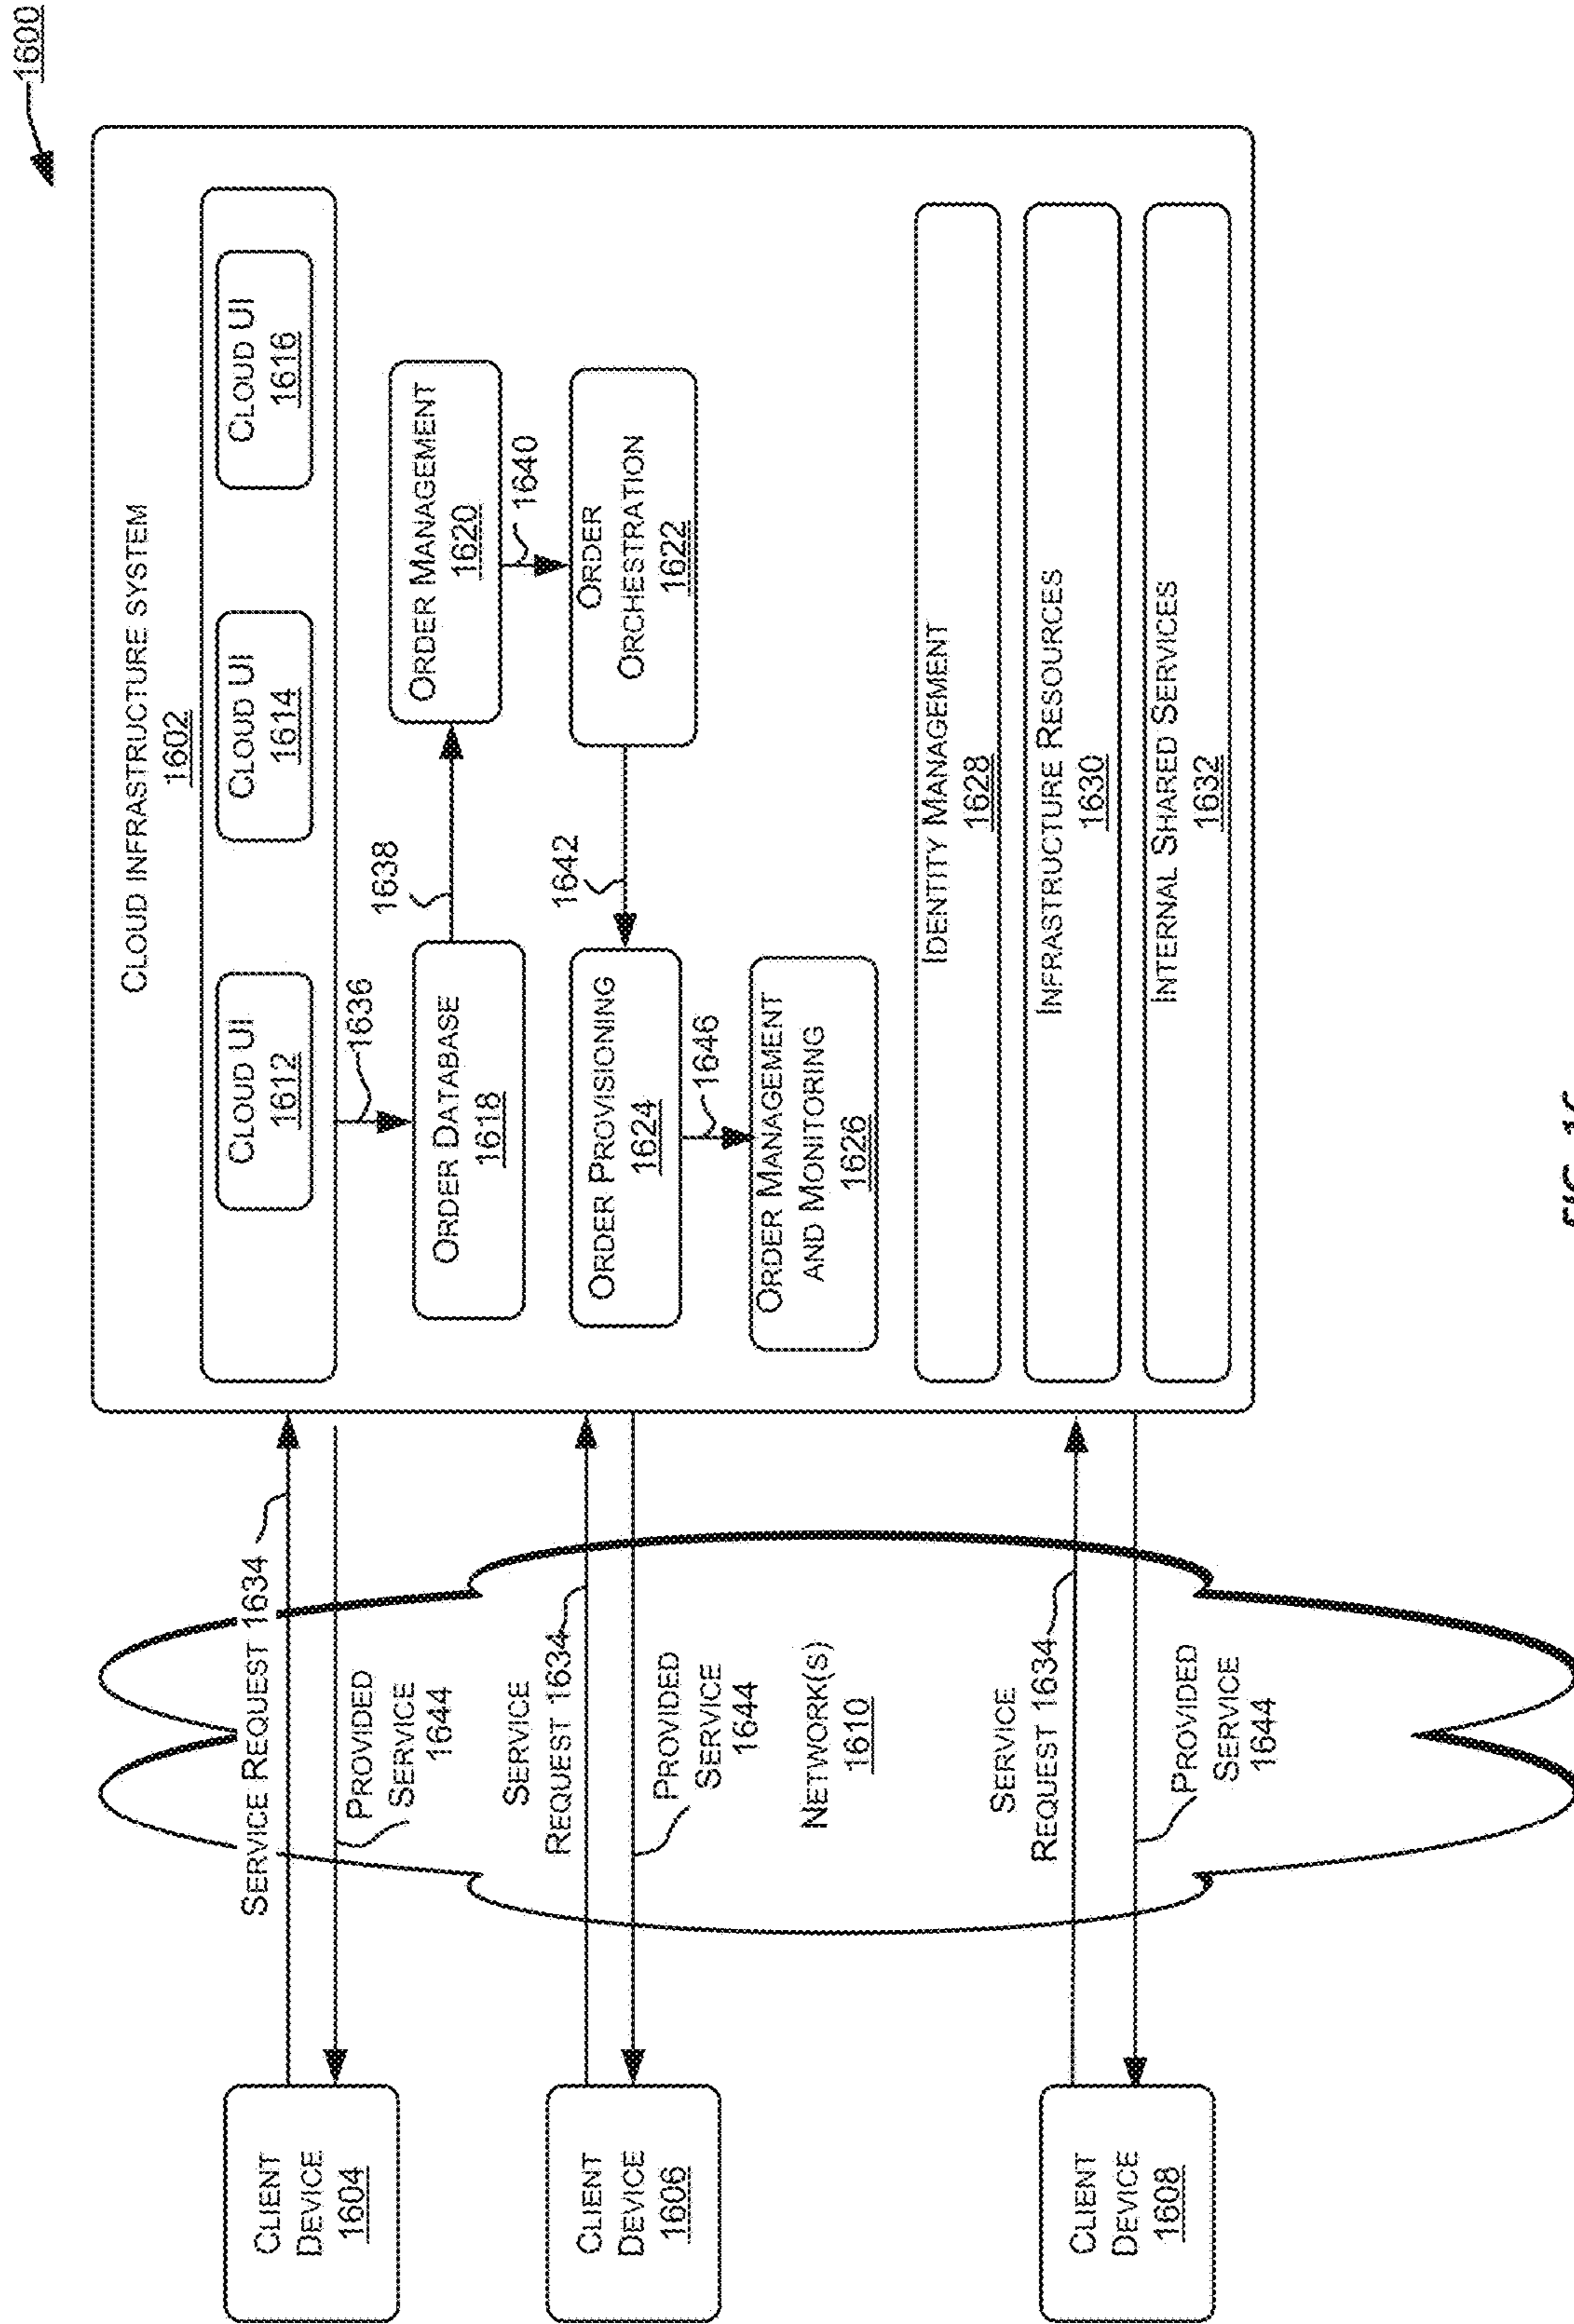 1600
CLOUD INFRASTRUCTURE SYSTEM
1602
CLOUD UI
1612
CLOUD UI
1614
CLOUD UI
1616
1636
ORDER DATABASE
1618
1638
ORDER MANAGEMENT
1620
1640
ORDER
ORCHESTRATION
1622
1642
ORDER PROVISIONING
1624
1646
ORDER MANAGEMENT
AND MONITORING
1626
IDENTITY MANAGEMENT
1628
INFRASTRUCTURE RESOURCES
1630
INTERNAL SHARED SERVICES
1632
SERVICE REQUEST 1634
PROVIDED
SERVICE
1644
SERVICE
REQUEST 1634
PROVIDED
SERVICE
1644
NETWORK(S)
1610
SERVICE
REQUEST 1634
PROVIDED
SERVICE
1644
CLIENT
DEVICE
1604
CLIENT
DEVICE
1606
CLIENT
DEVICE
1608
FIG.